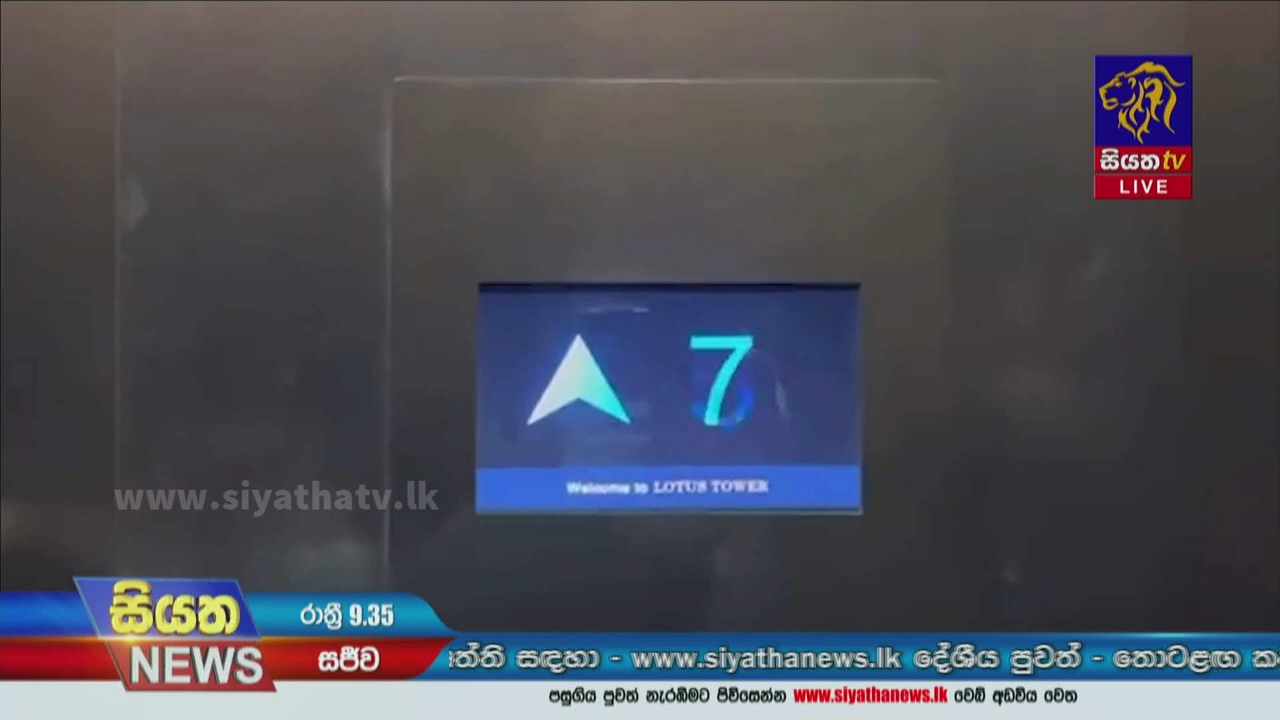 සියත tv
LIVE
7
Welcome to LOTUS TOWER
www.siyathatv.lk
සියත
NEWS
රාත්‍රී 9.35
සජීව
සඳහා - www.siyathanews.lk දේශීය පුවත් - තොටළඟ
පසුගිය පුවත් නැරඹීමට පිවිසෙන්න www.siyathanews.lk වෙබ් අඩවිය වෙත